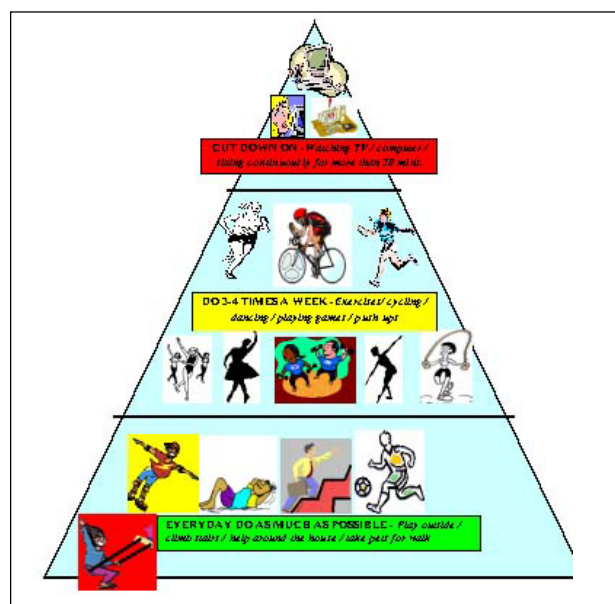 CUT DOWN ON - Watching TV / computer /
sitting continuously for more than 30 mint.
DO 3-4 TIMES A WEEK - Exercises/ cycling /
dancing / playing games / push ups
EVERYDAY DO AS MUCH AS POSSIBLE - Play outside /
climb stairs / help around the house / take pets for walk